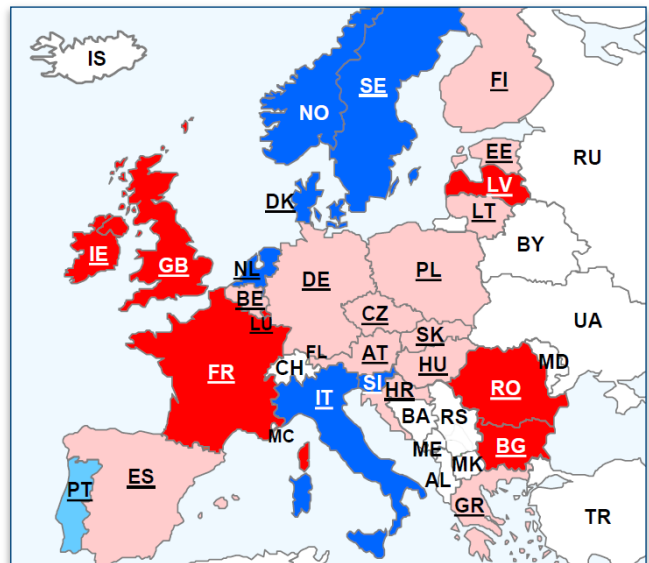 IS
FI
SE
NO
EE
RU
LV
DK
LT
IE
GB
NL
BY
DE
PL
BE
CZ
LU
UA
SK
FL
AT
CH
HU
MD
FR
SI
HR
RO
IT
BA
RS
MC
BG
ME
MK
PT
ES
AL
GR
TR